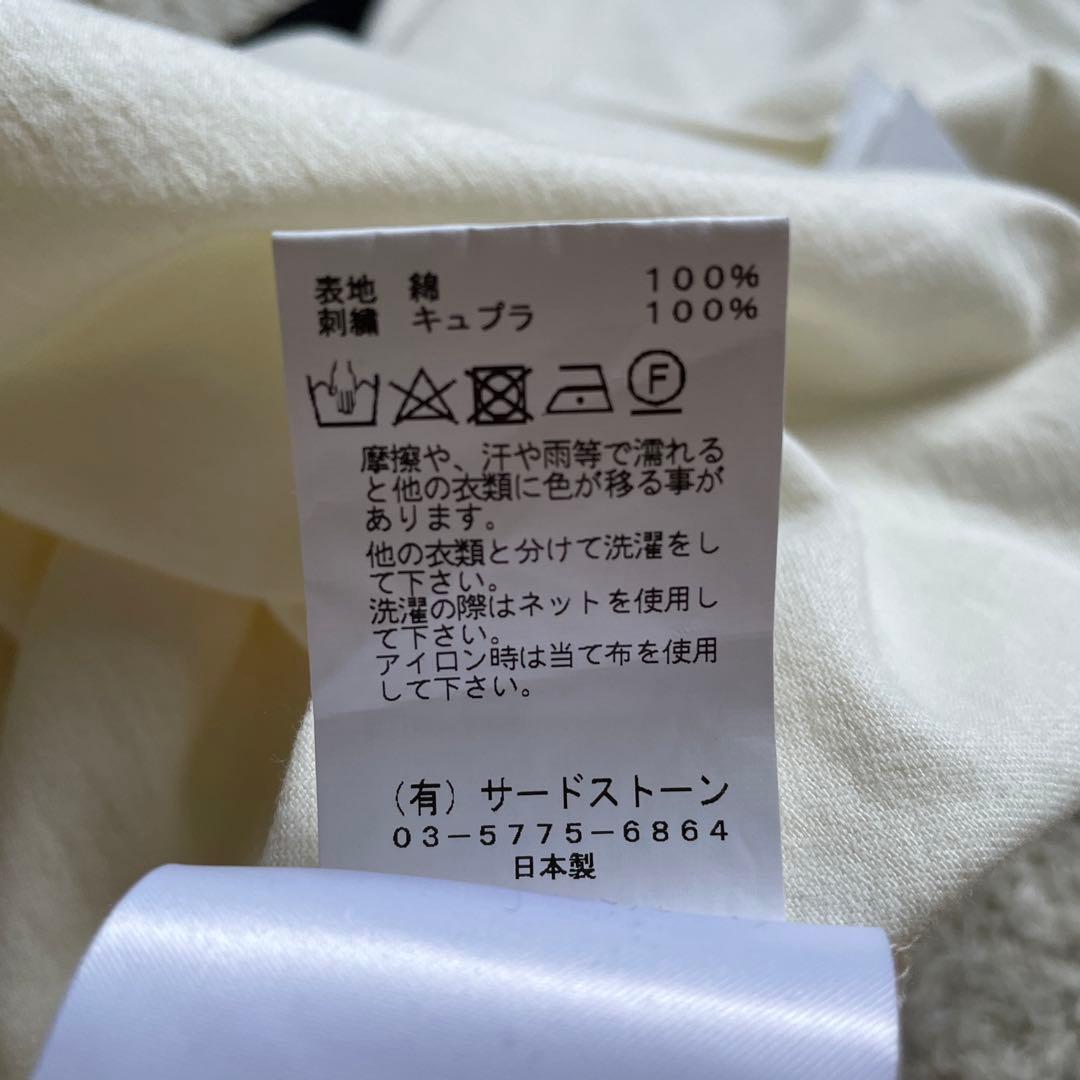 表地 綿 100%
刺繍 キュプラ 100%
F
摩擦や、汗や雨等で濡れる
と他の衣類に色が移る事が
あります。
他の衣類と分けて洗濯をし
て下さい。
洗濯の際はネットを使用し
て下さい。
アイロン時は当て布を使用
して下さい。
(有)サードストーン
03-5775-6864
日本製